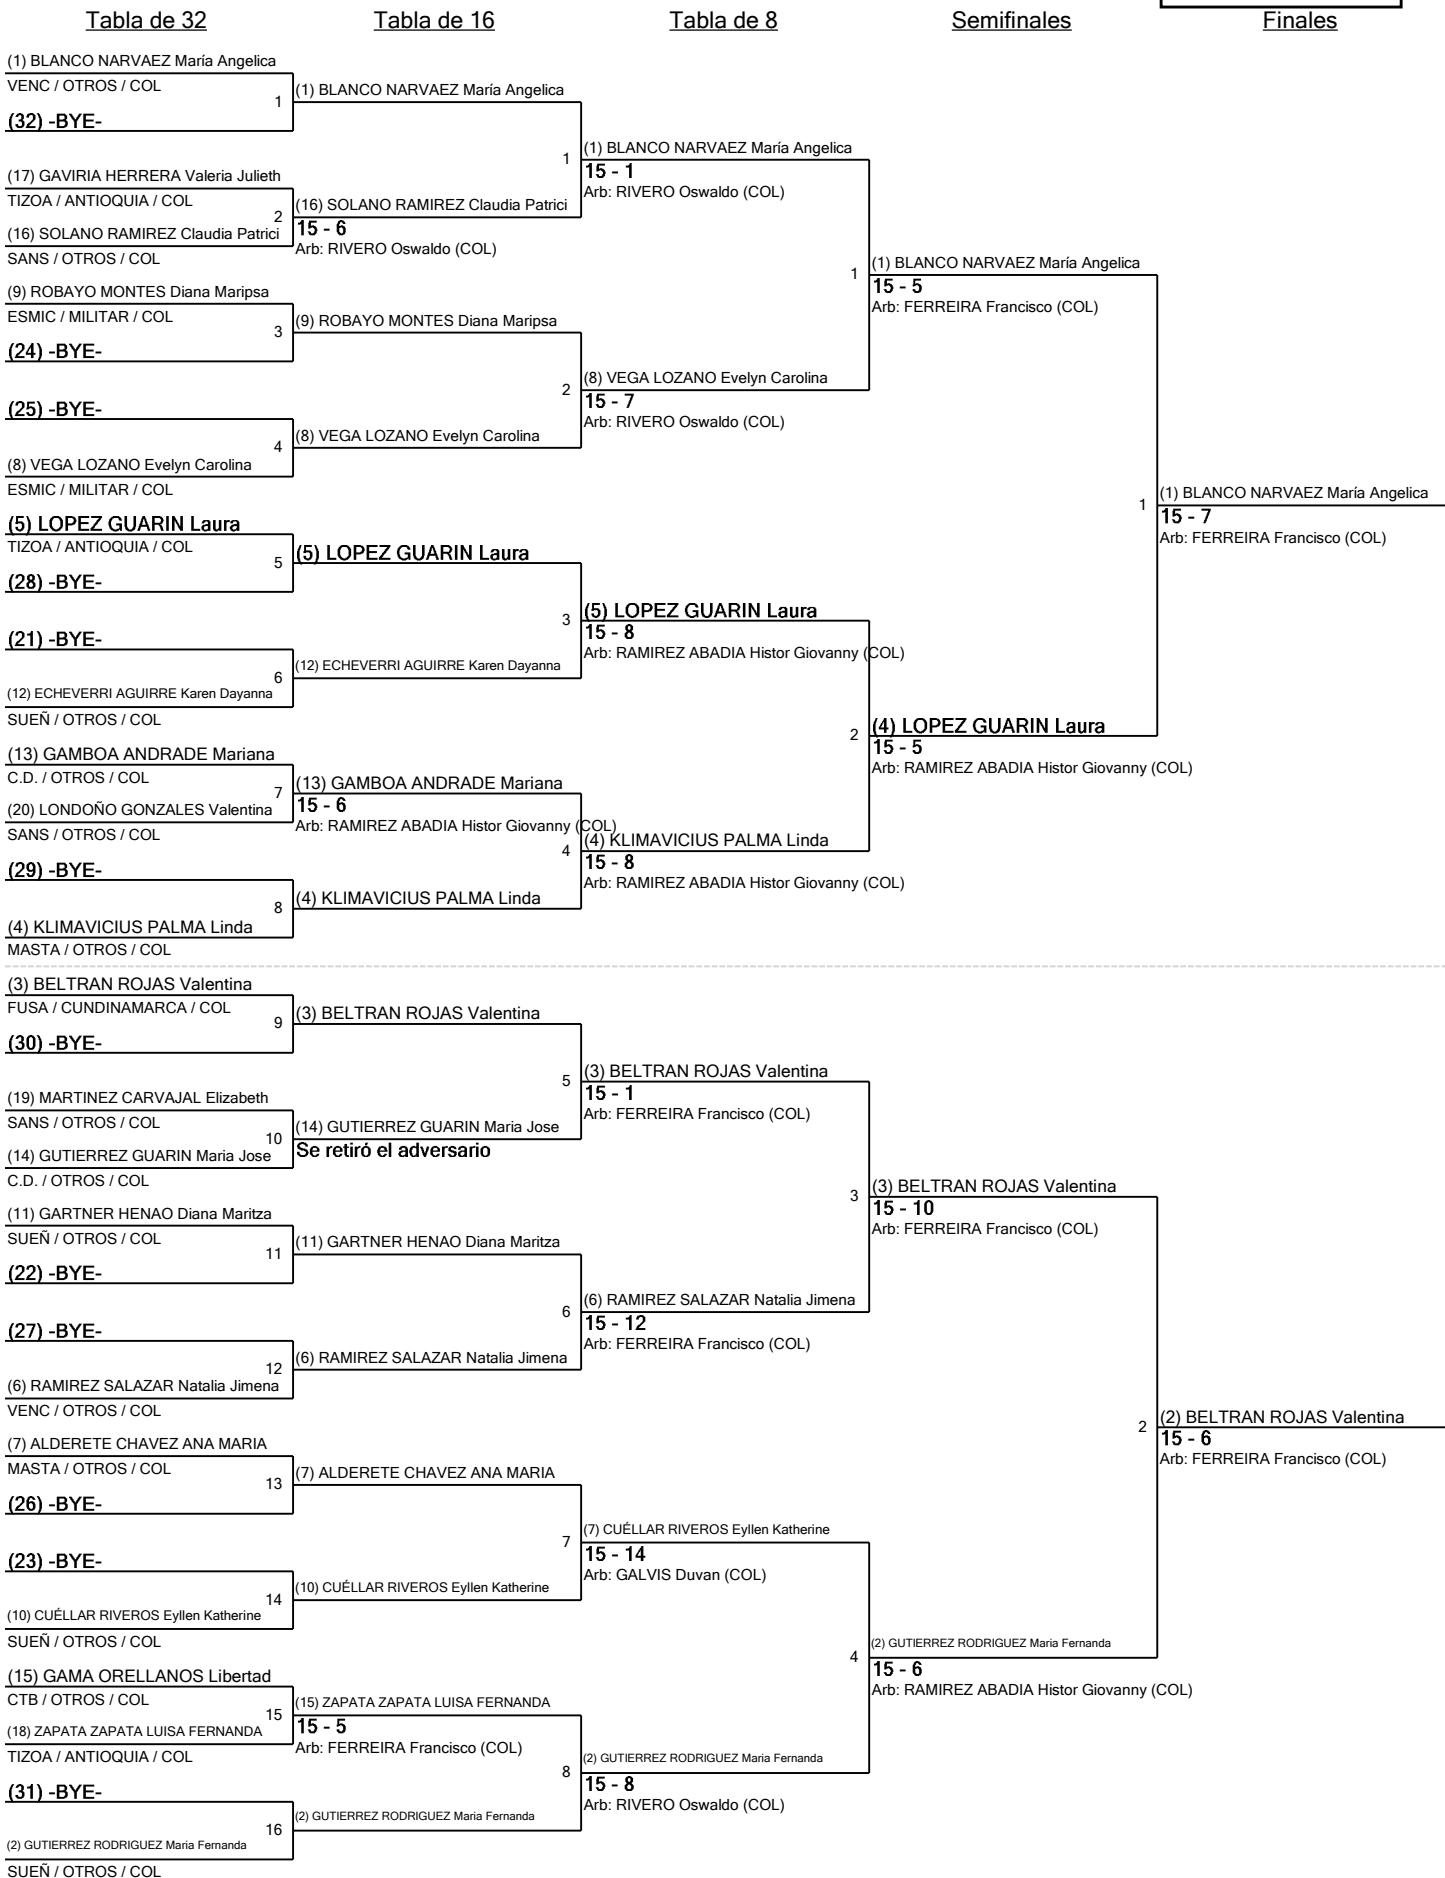 Tabla de 32
Tabla de 16
Tabla de 8
Semifinales
Finales
(1) BLANCO NARVAEZ María Angelica
VENC / OTROS / COL
1
(32) -BYE-
(17) GAVIRIA HERRERA Valeria Julieth
TIZOA / ANTIOQUIA / COL
2
(16) SOLANO RAMIREZ Claudia Patrici
SANS / OTROS / COL
(9) ROBAYO MONTES Diana Maripsa
ESMIC / MILITAR / COL
3
(24) -BYE-
(25) -BYE-
4
(8) VEGA LOZANO Evelyn Carolina
ESMIC / MILITAR / COL
(5) LOPEZ GUARIN Laura
TIZOA / ANTIOQUIA / COL
5
(28) -BYE-
(21) -BYE-
6
(12) ECHEVERRI AGUIRRE Karen Dayanna
SUEÑ / OTROS / COL
(13) GAMBOA ANDRADE Mariana
C.D. / OTROS / COL
7
(20) LONDOÑO GONZALES Valentina
SANS / OTROS / COL
(29) -BYE-
8
(4) KLIMAVICIUS PALMA Linda
MASTA / OTROS / COL
(3) BELTRAN ROJAS Valentina
FUSA / CUNDINAMARCA / COL
9
(30) -BYE-
(19) MARTINEZ CARVAJAL Elizabeth
SANS / OTROS / COL
10
(14) GUTIERREZ GUARIN Maria Jose
C.D. / OTROS / COL
(11) GARTNER HENAO Diana Maritza
SUEÑ / OTROS / COL
11
(22) -BYE-
(27) -BYE-
12
(6) RAMIREZ SALAZAR Natalia Jimena
VENC / OTROS / COL
(7) ALDERETE CHAVEZ ANA MARIA
MASTA / OTROS / COL
13
(26) -BYE-
(23) -BYE-
14
(10) CUÉLLAR RIVEROS Eyllen Katherine
SUEÑ / OTROS / COL
(15) GAMA ORELLANOS Libertad
CTB / OTROS / COL
15
(18) ZAPATA ZAPATA LUISA FERNANDA
TIZOA / ANTIOQUIA / COL
(31) -BYE-
16
(2) GUTIERREZ RODRIGUEZ Maria Fernanda
SUEÑ / OTROS / COL
(1) BLANCO NARVAEZ María Angelica
1
(16) SOLANO RAMIREZ Claudia Patrici
15 - 6
Arb: RIVERO Oswaldo (COL)
(9) ROBAYO MONTES Diana Maripsa
2
(8) VEGA LOZANO Evelyn Carolina
(5) LOPEZ GUARIN Laura
3
(12) ECHEVERRI AGUIRRE Karen Dayanna
(13) GAMBOA ANDRADE Mariana
15 - 6
Arb: RAMIREZ ABADIA Histor Giovanny (COL)
4
(4) KLIMAVICIUS PALMA Linda
(3) BELTRAN ROJAS Valentina
5
(14) GUTIERREZ GUARIN Maria Jose
Se retiró el adversario
(11) GARTNER HENAO Diana Maritza
6
(6) RAMIREZ SALAZAR Natalia Jimena
(7) ALDERETE CHAVEZ ANA MARIA
7
(10) CUÉLLAR RIVEROS Eyllen Katherine
(15) ZAPATA ZAPATA LUISA FERNANDA
15 - 5
Arb: FERREIRA Francisco (COL)
8
(2) GUTIERREZ RODRIGUEZ Maria Fernanda
(1) BLANCO NARVAEZ María Angelica
15 - 1
Arb: RIVERO Oswaldo (COL)
1
(8) VEGA LOZANO Evelyn Carolina
15 - 7
Arb: RIVERO Oswaldo (COL)
(5) LOPEZ GUARIN Laura
15 - 8
Arb: RAMIREZ ABADIA Histor Giovanny (COL)
2
(4) KLIMAVICIUS PALMA Linda
15 - 8
Arb: RAMIREZ ABADIA Histor Giovanny (COL)
(3) BELTRAN ROJAS Valentina
15 - 1
Arb: FERREIRA Francisco (COL)
3
(6) RAMIREZ SALAZAR Natalia Jimena
15 - 12
Arb: FERREIRA Francisco (COL)
(7) CUÉLLAR RIVEROS Eyllen Katherine
15 - 14
Arb: GALVIS Duvan (COL)
4
(2) GUTIERREZ RODRIGUEZ Maria Fernanda
15 - 8
Arb: RIVERO Oswaldo (COL)
(1) BLANCO NARVAEZ María Angelica
15 - 5
Arb: FERREIRA Francisco (COL)
1
(4) LOPEZ GUARIN Laura
15 - 5
Arb: RAMIREZ ABADIA Histor Giovanny (COL)
(3) BELTRAN ROJAS Valentina
15 - 10
Arb: FERREIRA Francisco (COL)
2
(2) GUTIERREZ RODRIGUEZ Maria Fernanda
15 - 6
Arb: RAMIREZ ABADIA Histor Giovanny (COL)
(1) BLANCO NARVAEZ María Angelica
15 - 7
Arb: FERREIRA Francisco (COL)
(2) BELTRAN ROJAS Valentina
15 - 6
Arb: FERREIRA Francisco (COL)